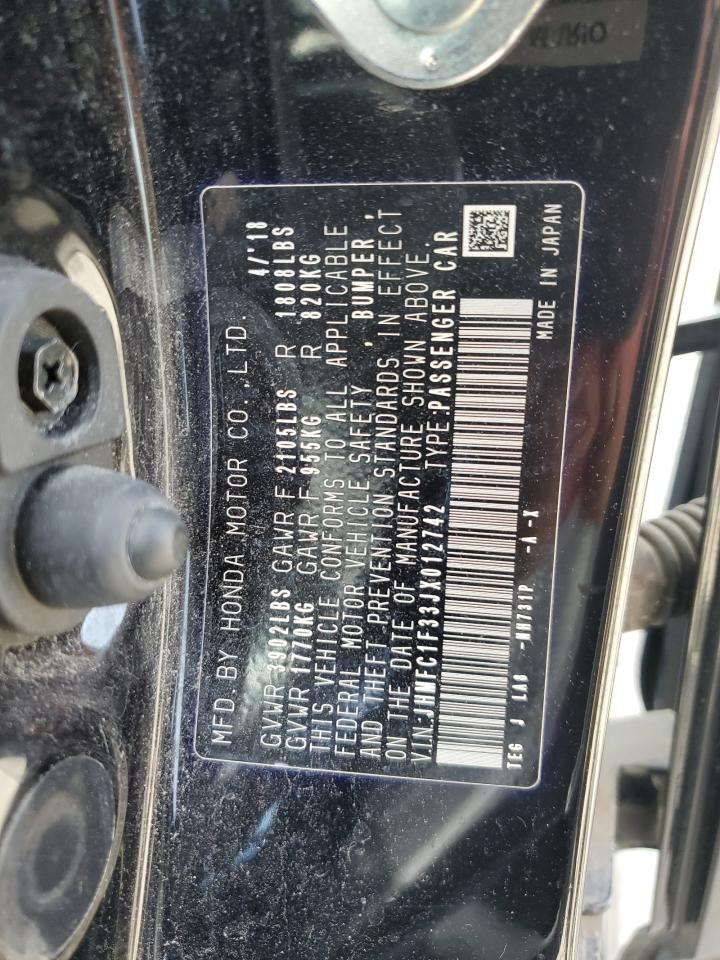 MFD. BY HONDA MOTOR CO., LTD. 4/'18
GVWR 3902LBS GAWR F 2105LBS R 1808LBS
GVWR 1770KG GAWR F 955KG R 820KG
THIS VEHICLE CONFORMS TO ALL APPLICABLE
FEDERAL MOTOR VEHICLE SAFETY , BUMPER,
AND THEFT PREVENTION STANDARDS IN EFFECT
ON THE DATE OF MANUFACTURE SHOWN ABOVE.
V.I.N:JHMFC1F33JX012742 TYPE:PASSENGER CAR
TEG J LA8 -NH731P -A-X MADE IN JAPAN